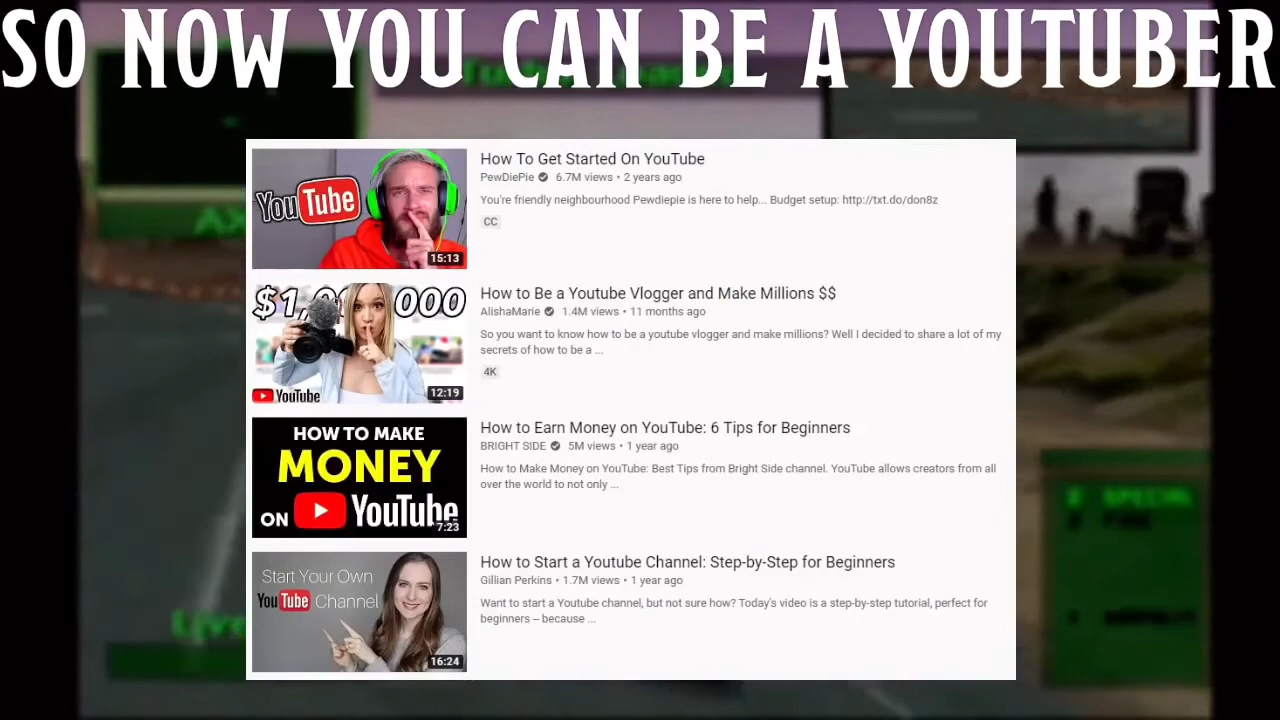 SO NOW YOU CAN BE A YOUTUBER
YouTube
15:13
How To Get Started On YouTube
PewDiePie 6.7M views • 2 years ago
You're friendly neighbourhood Pewdiepie is here to help... Budget setup: http://txt.do/don8z
CC
YouTube
12:19
How to Be a Youtube Vlogger and Make Millions $$
AlishaMarie 1.4M views • 11 months ago
So you want to know how to be a youtube vlogger and make millions? Well I decided to share a lot of my
secrets of how to be a ...
4K
HOW TO MAKE
MONEY
ON YouTube
7:23
How to Earn Money on YouTube: 6 Tips for Beginners
BRIGHT SIDE 5M views • 1 year ago
How to Make Money on YouTube: Best Tips from Bright Side channel. YouTube allows creators from all
over the world to not only ...
Start Your Own
YouTube Channel
16:24
How to Start a Youtube Channel: Step-by-Step for Beginners
Gillian Perkins • 1.7M views • 1 year ago
Want to start a Youtube channel, but not sure how? Today's video is a step-by-step tutorial, perfect for
beginners – because ...
SPECIAL